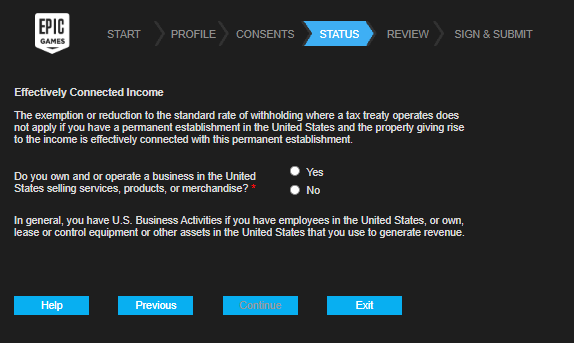 EPIC
GAMES
START
PROFILE
CONSENTS
STATUS
REVIEW
SIGN & SUBMIT
Effectively Connected Income
The exemption or reduction to the standard rate of withholding where a tax treaty operates does
not apply if you have a permanent establishment in the United States and the property giving rise
to the income is effectively connected with this permanent establishment.
Do you own and or operate a business in the United
States selling services, products, or merchandise? *
Yes
No
In general, you have U.S. Business Activities if you have employees in the United States, or own,
lease or control equipment or other assets in the United States that you use to generate revenue.
Help
Previous
Continue
Exit